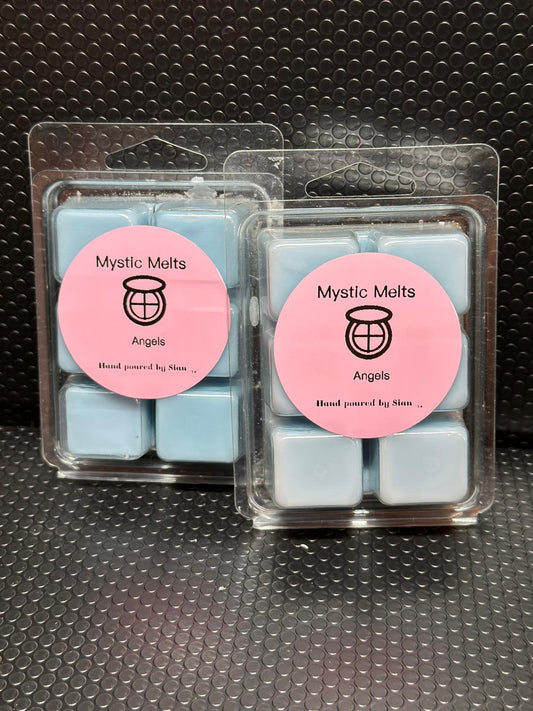 Mystic Melts
Angels
Hand poured by Sian
Mystic Melts
Angels
Hand poured by Sian